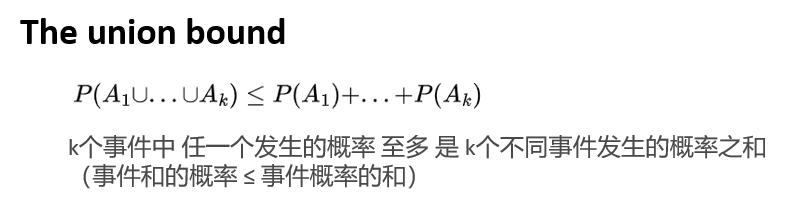 The union bound
P(A₁∪...∪Aₖ) ≤ P(A₁)+...+P(Aₖ)
k个事件中 任一个发生的概率 至多 是 k个不同事件发生的概率之和
（事件和的概率 ≤ 事件概率的和）